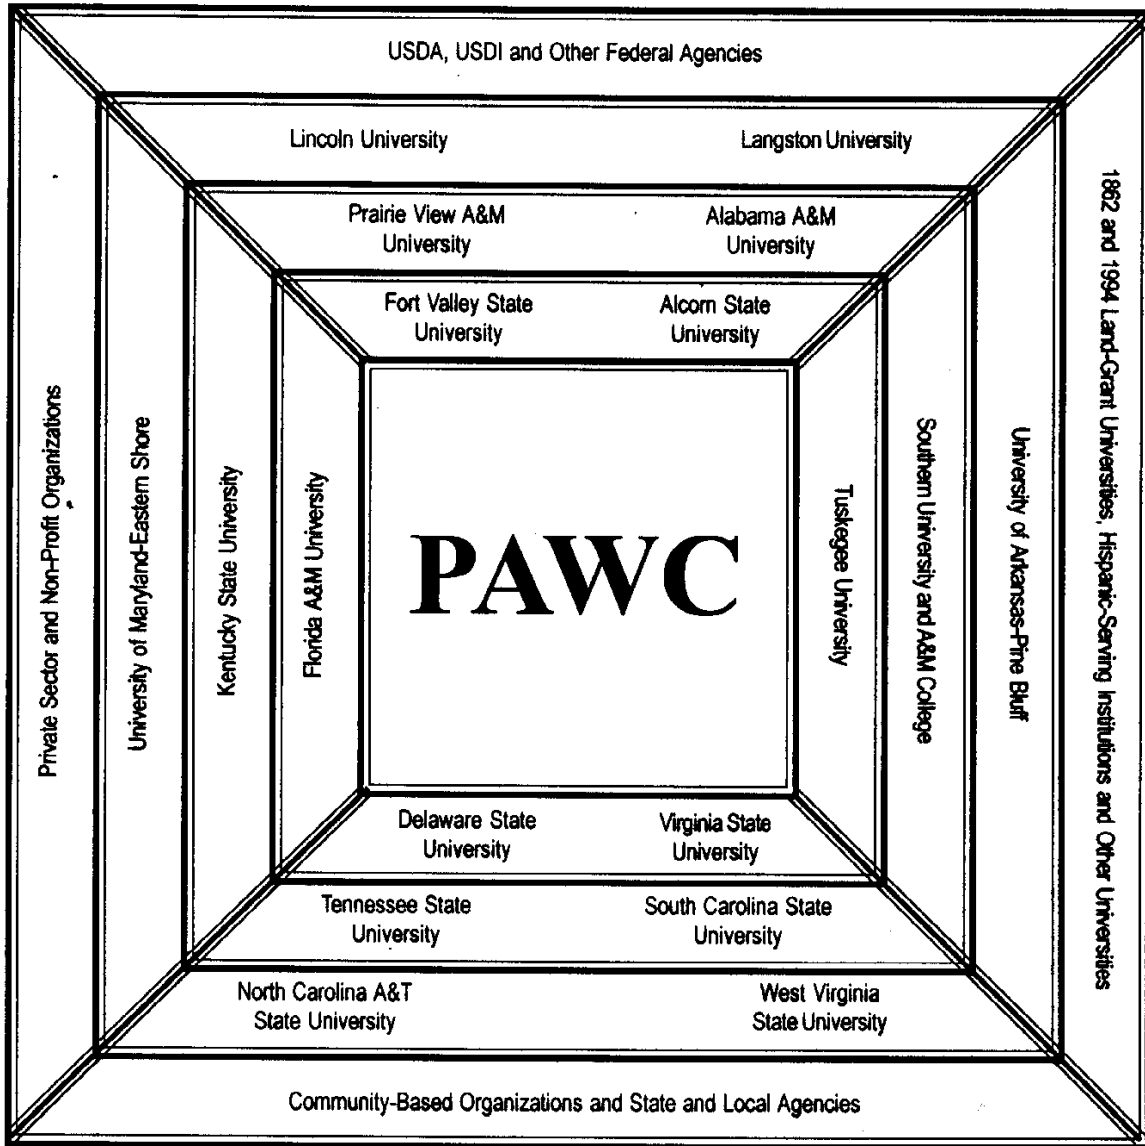 USDA, USDI and Other Federal Agencies
Lincoln University
Langston University
Prairie View A&M
University
Alabama A&M
University
Fort Valley State
University
Alcorn State
University
Private Sector and Non-Profit Organizations
University of Maryland-Eastern Shore
Kentucky State University
Florida A&M University
PAWC
Tuskegee University
Southern University and A&M College
University of Arkansas-Pine Bluff
1862 and 1994 Land-Grant Universities, Hispanic-Serving Institutions and Other Universities
Delaware State
University
Virginia State
University
Tennessee State
University
South Carolina State
University
North Carolina A&T
State University
West Virginia
State University
Community-Based Organizations and State and Local Agencies